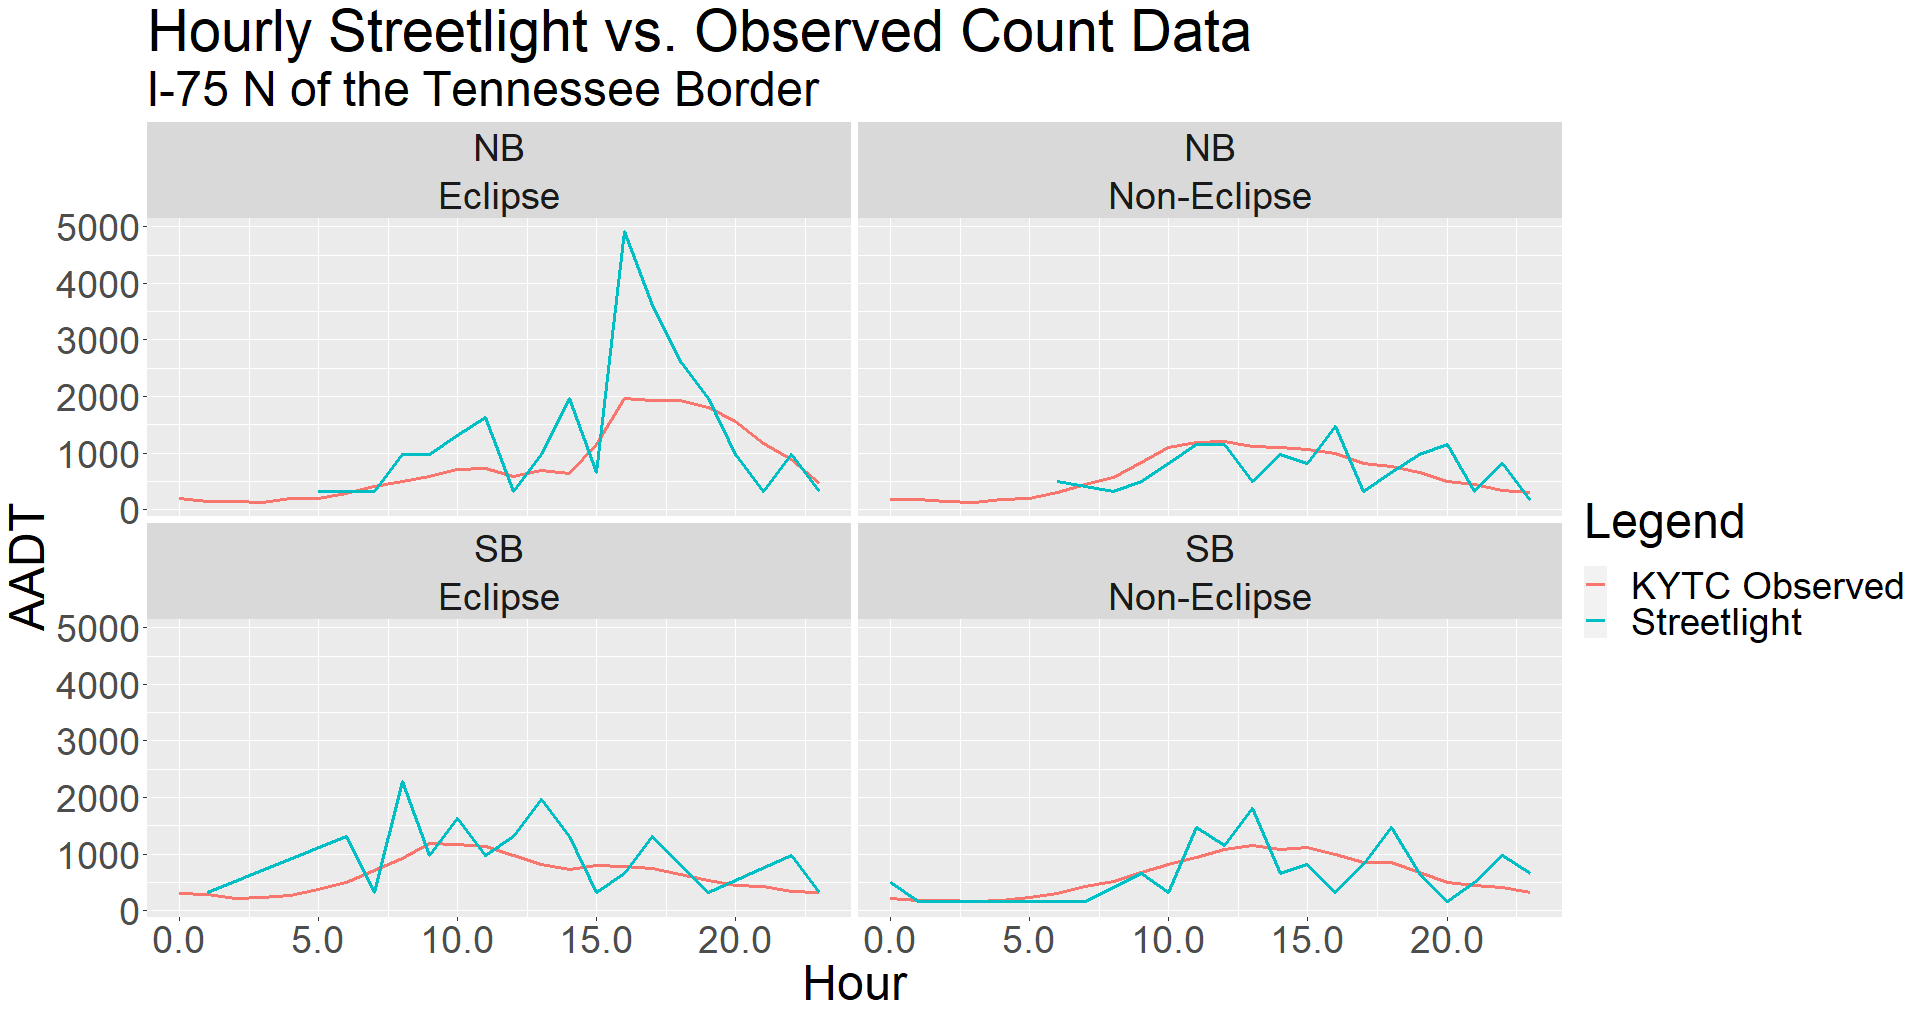 Hourly Streetlight vs. Observed Count Data
I-75 N of the Tennessee Border
NB
Eclipse
NB
Non-Eclipse
5000
4000
3000
2000
1000
0
SB
Eclipse
SB
Non-Eclipse
5000
4000
3000
2000
1000
0
0.0
5.0
10.0
15.0
20.0
0.0
5.0
10.0
15.0
20.0
Hour
AADT
Legend
KYTC Observed
Streetlight